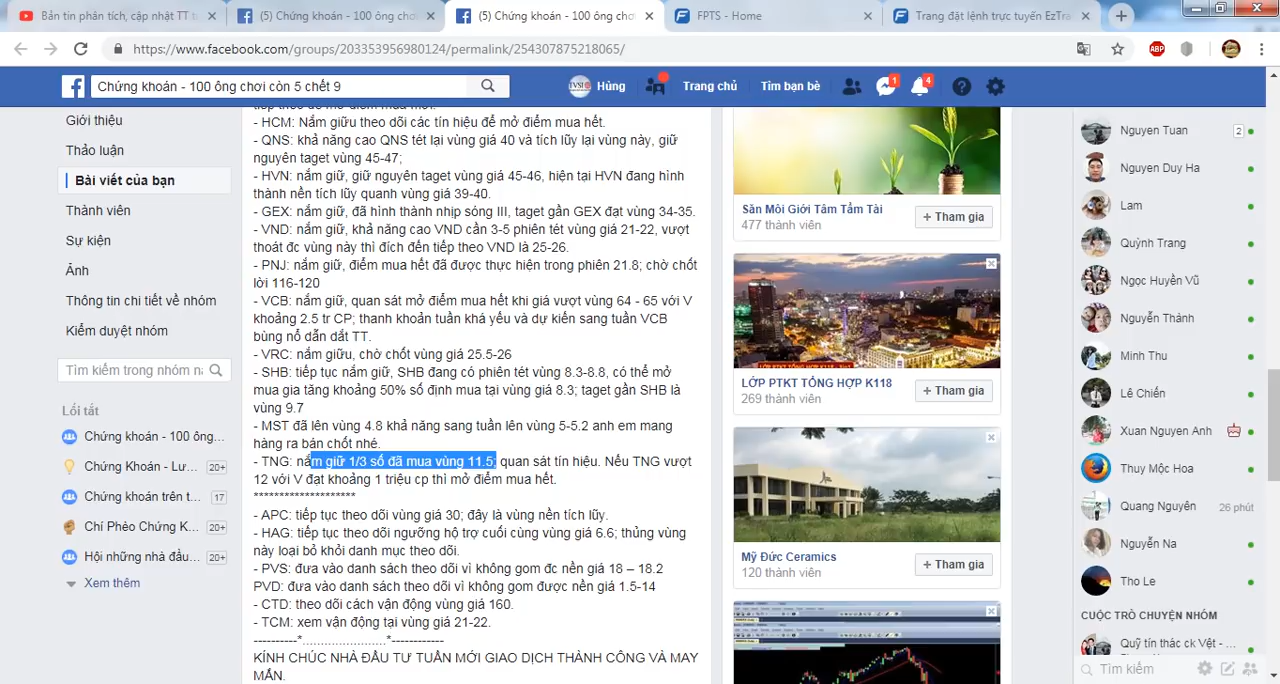 Bản tin phân tích, cập nhật TT t
(5) Chứng khoán - 100 ông chơi
(5) Chứng khoán - 100 ông chơi
FPTS - Home
Trang đặt lệnh trực tuyến EzTra
https://www.facebook.com/groups/203353956980124/permalink/254307875218065/
ABP
Chứng khoán - 100 ông chơi còn 5 chết 9
Hùng
Trang chủ
Tìm bạn bè
1
4
Giới thiệu
Thảo luận
Bài viết của bạn
Thành viên
Sự kiện
Ảnh
Thông tin chi tiết về nhóm
Kiểm duyệt nhóm
Tìm kiếm trong nhóm n
Lối tắt
Chứng khoán - 100 ông...
Chứng Khoán - Lư... 20+
Chứng khoán trên t... 17
Chí Phèo Chứng K... 20+
Hội những nhà đầu... 20+
Xem thêm
tiếp theo để mở điểm mua mới.
- HCM: Nắm giữu theo dõi các tín hiệu để mở điểm mua hết.
- QNS: khả năng cao QNS tét lại vùng giá 40 và tích lũy lại vùng này, giữ
nguyên taget vùng 45-47;
- HVN: nắm giữ, giữ nguyên taget vùng 45-46, hiện tại HVN đang hình
thành nền tích lũy quanh vùng giá 39-40.
- GEX: nắm giữ, đã hình thành nhịp sóng III, taget gần GEX đạt vùng 34-35.
- VND: nắm giữ, khả năng cao VND cần 3-5 phiên tét vùng giá 21-22, vượt
thoát đc vùng này thì đích đến tiếp theo VND là 25-26.
- PNJ: nắm giữ, điểm mua hết đã được thực hiện trong phiên 21.8; chờ chốt
lời 116-120
- VCB: nắm giữ, quan sát mở điểm mua hết khi giá vượt vùng 64 - 65 với V
khoảng 2.5 tr CP; thanh khoản tuần khá yếu và dự kiến sang tuần VCB
bùng nổ dẫn dắt TT.
- VRC: nắm giữu, chờ chốt vùng giá 25.5-26
- SHB: tiếp tục nắm giữ, SHB đang có phiên tét vùng 8.3-8.8, có thể mở
mua gia tăng khoảng 50% số định mua tại vùng giá 8.3; taget gần SHB là
vùng 9.7
- MST đã lên vùng 4.8 khả năng sang tuần lên vùng 5-5.2 anh em mang
hàng ra bán chốt nhé.
- TNG: nắm giữ 1/3 số đã mua vùng 11.5; quan sát tín hiệu. Nếu TNG vượt
12 với V đạt khoảng 1 triệu cp thì mở điểm mua hết.
********************
- APC: tiếp tục theo dõi vùng giá 30; đây là vùng nền tích lũy.
- HAG: tiếp tục theo dõi ngưỡng hộ trợ cuối cùng vùng giá 6.6; thủng vùng
này loại bỏ khỏi danh mục theo dõi.
- PVS: đưa vào danh sách theo dõi vì không gom đc nền giá 18 – 18.2
PVD: đưa vào danh sách theo dõi vì không gom được nền giá 1.5-14
- CTD: theo dõi cách vận động vùng giá 160.
- TCM: xem vận động tại vùng giá 21-22.
KÍNH CHÚC NHÀ ĐẦU TƯ TUẦN MỚI GIAO DỊCH THÀNH CÔNG VÀ MAY
MẮN.
Săn Môi Giới Tâm Tầm Tài
477 thành viên
+ Tham gia
LỚP PTKT TỔNG HỢP K118
269 thành viên
+ Tham gia
Mỹ Đức Ceramics
120 thành viên
+ Tham gia
Nguyen Tuan 2
Nguyen Duy Ha
Lam
Quỳnh Trang
Ngọc Huyền Vũ
Nguyễn Thành
Minh Thu
Lê Chiến
Xuan Nguyen Anh
Thuy Mộc Hoa
Quang Nguyên 26 phút
Nguyễn Na
Tho Le
CUỘC TRÒ CHUYỆN NHÓM
Quỹ tín thác ck Việt - ...
Tìm kiếm